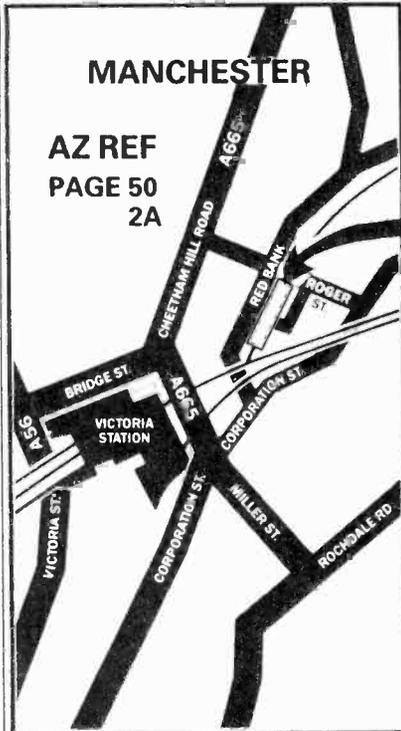 MANCHESTER
AZ REF
PAGE 50
2A
A665
CHEETHAM HILL ROAD
RED BANK
ROGER
ST.
BRIDGE ST.
A665
CORPORATION ST.
A56
VICTORIA
STATION
VICTORIA ST.
CORPORATION ST.
MILLER ST.
ROCHDALE RD